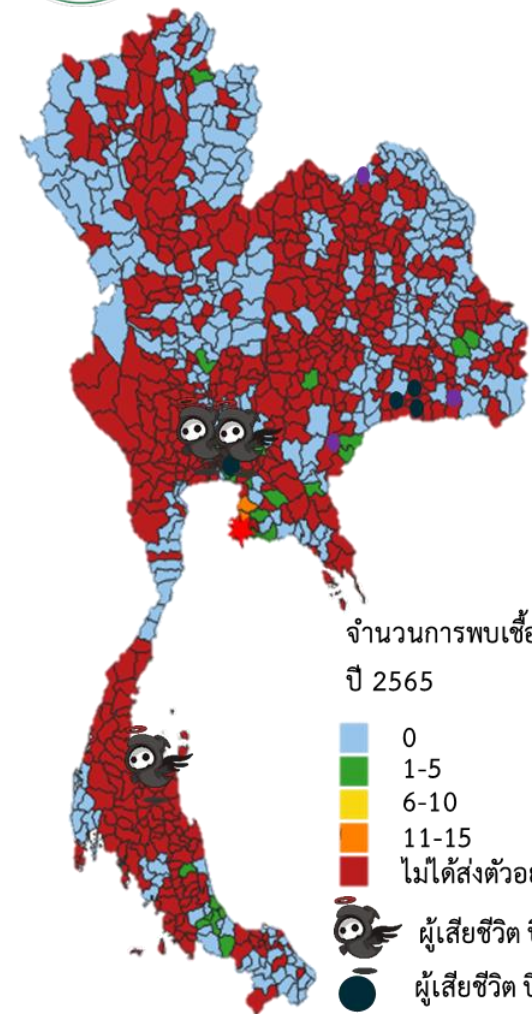 จำนวนการพบเชื้อ
ปี 2565
0
1-5
6-10
11-15
ไม่ได้ส่งตัวอย
ผู้เสียชีวิต ปี
ผู้เสียชีวิต ปี